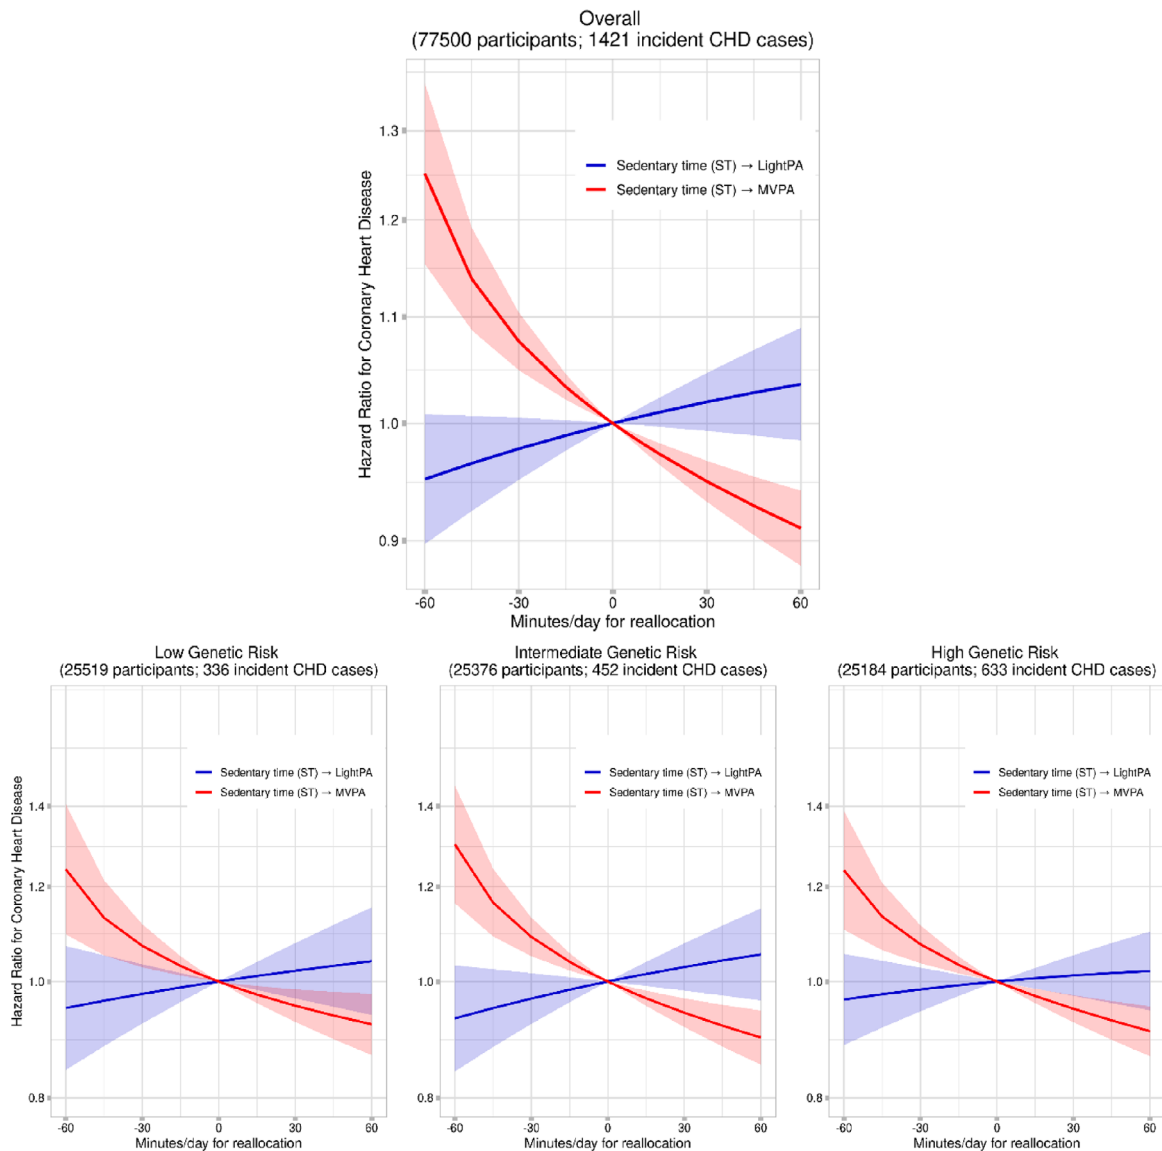 Overall
(77500 participants; 1421 incident CHD cases)
Hazard Ratio for Coronary Heart Disease
1.3
1.2
1.1
1.0
0.9
Sedentary time (ST) → LightPA
Sedentary time (ST) → MVPA
-60
-30
0
30
60
Minutes/day for reallocation
Low Genetic Risk
(25519 participants; 336 incident CHD cases)
Hazard Ratio for Coronary Heart Disease
1.4
1.2
1.0
0.8
Sedentary time (ST) → LightPA
Sedentary time (ST) → MVPA
-60
-30
0
30
60
Minutes/day for reallocation
Intermediate Genetic Risk
(25376 participants; 452 incident CHD cases)
1.4
1.2
1.0
0.8
Sedentary time (ST) → LightPA
Sedentary time (ST) → MVPA
-60
-30
0
30
60
Minutes/day for reallocation
High Genetic Risk
(25184 participants; 633 incident CHD cases)
1.4
1.2
1.0
0.8
Sedentary time (ST) → LightPA
Sedentary time (ST) → MVPA
-60
-30
0
30
60
Minutes/day for reallocation